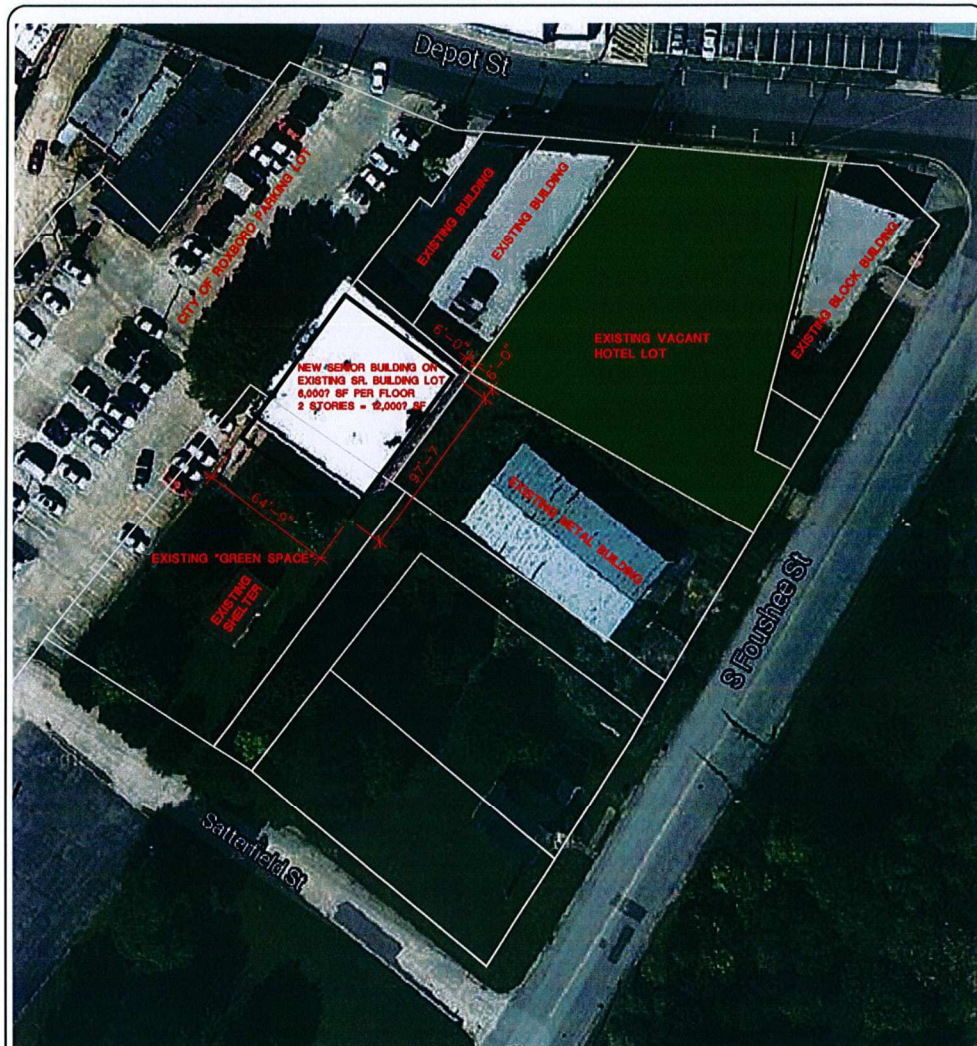 Depot St
CITY OF ROXBORO PARKING LOT
EXISTING BUILDING
EXISTING BUILDING
EXISTING BLOCK BUILDING
EXISTING VACANT
HOTEL LOT
6'-0"
6'-0"
NEW SENIOR BUILDING ON
EXISTING SR. BUILDING LOT
6,000? SF PER FLOOR
2 STORIES = 12,000? SF
97'-7
64'-9"
EXISTING METAL BUILDING
EXISTING "GREEN SPACE"
EXISTING
SHELTER
S Foushee St
Satterfield St